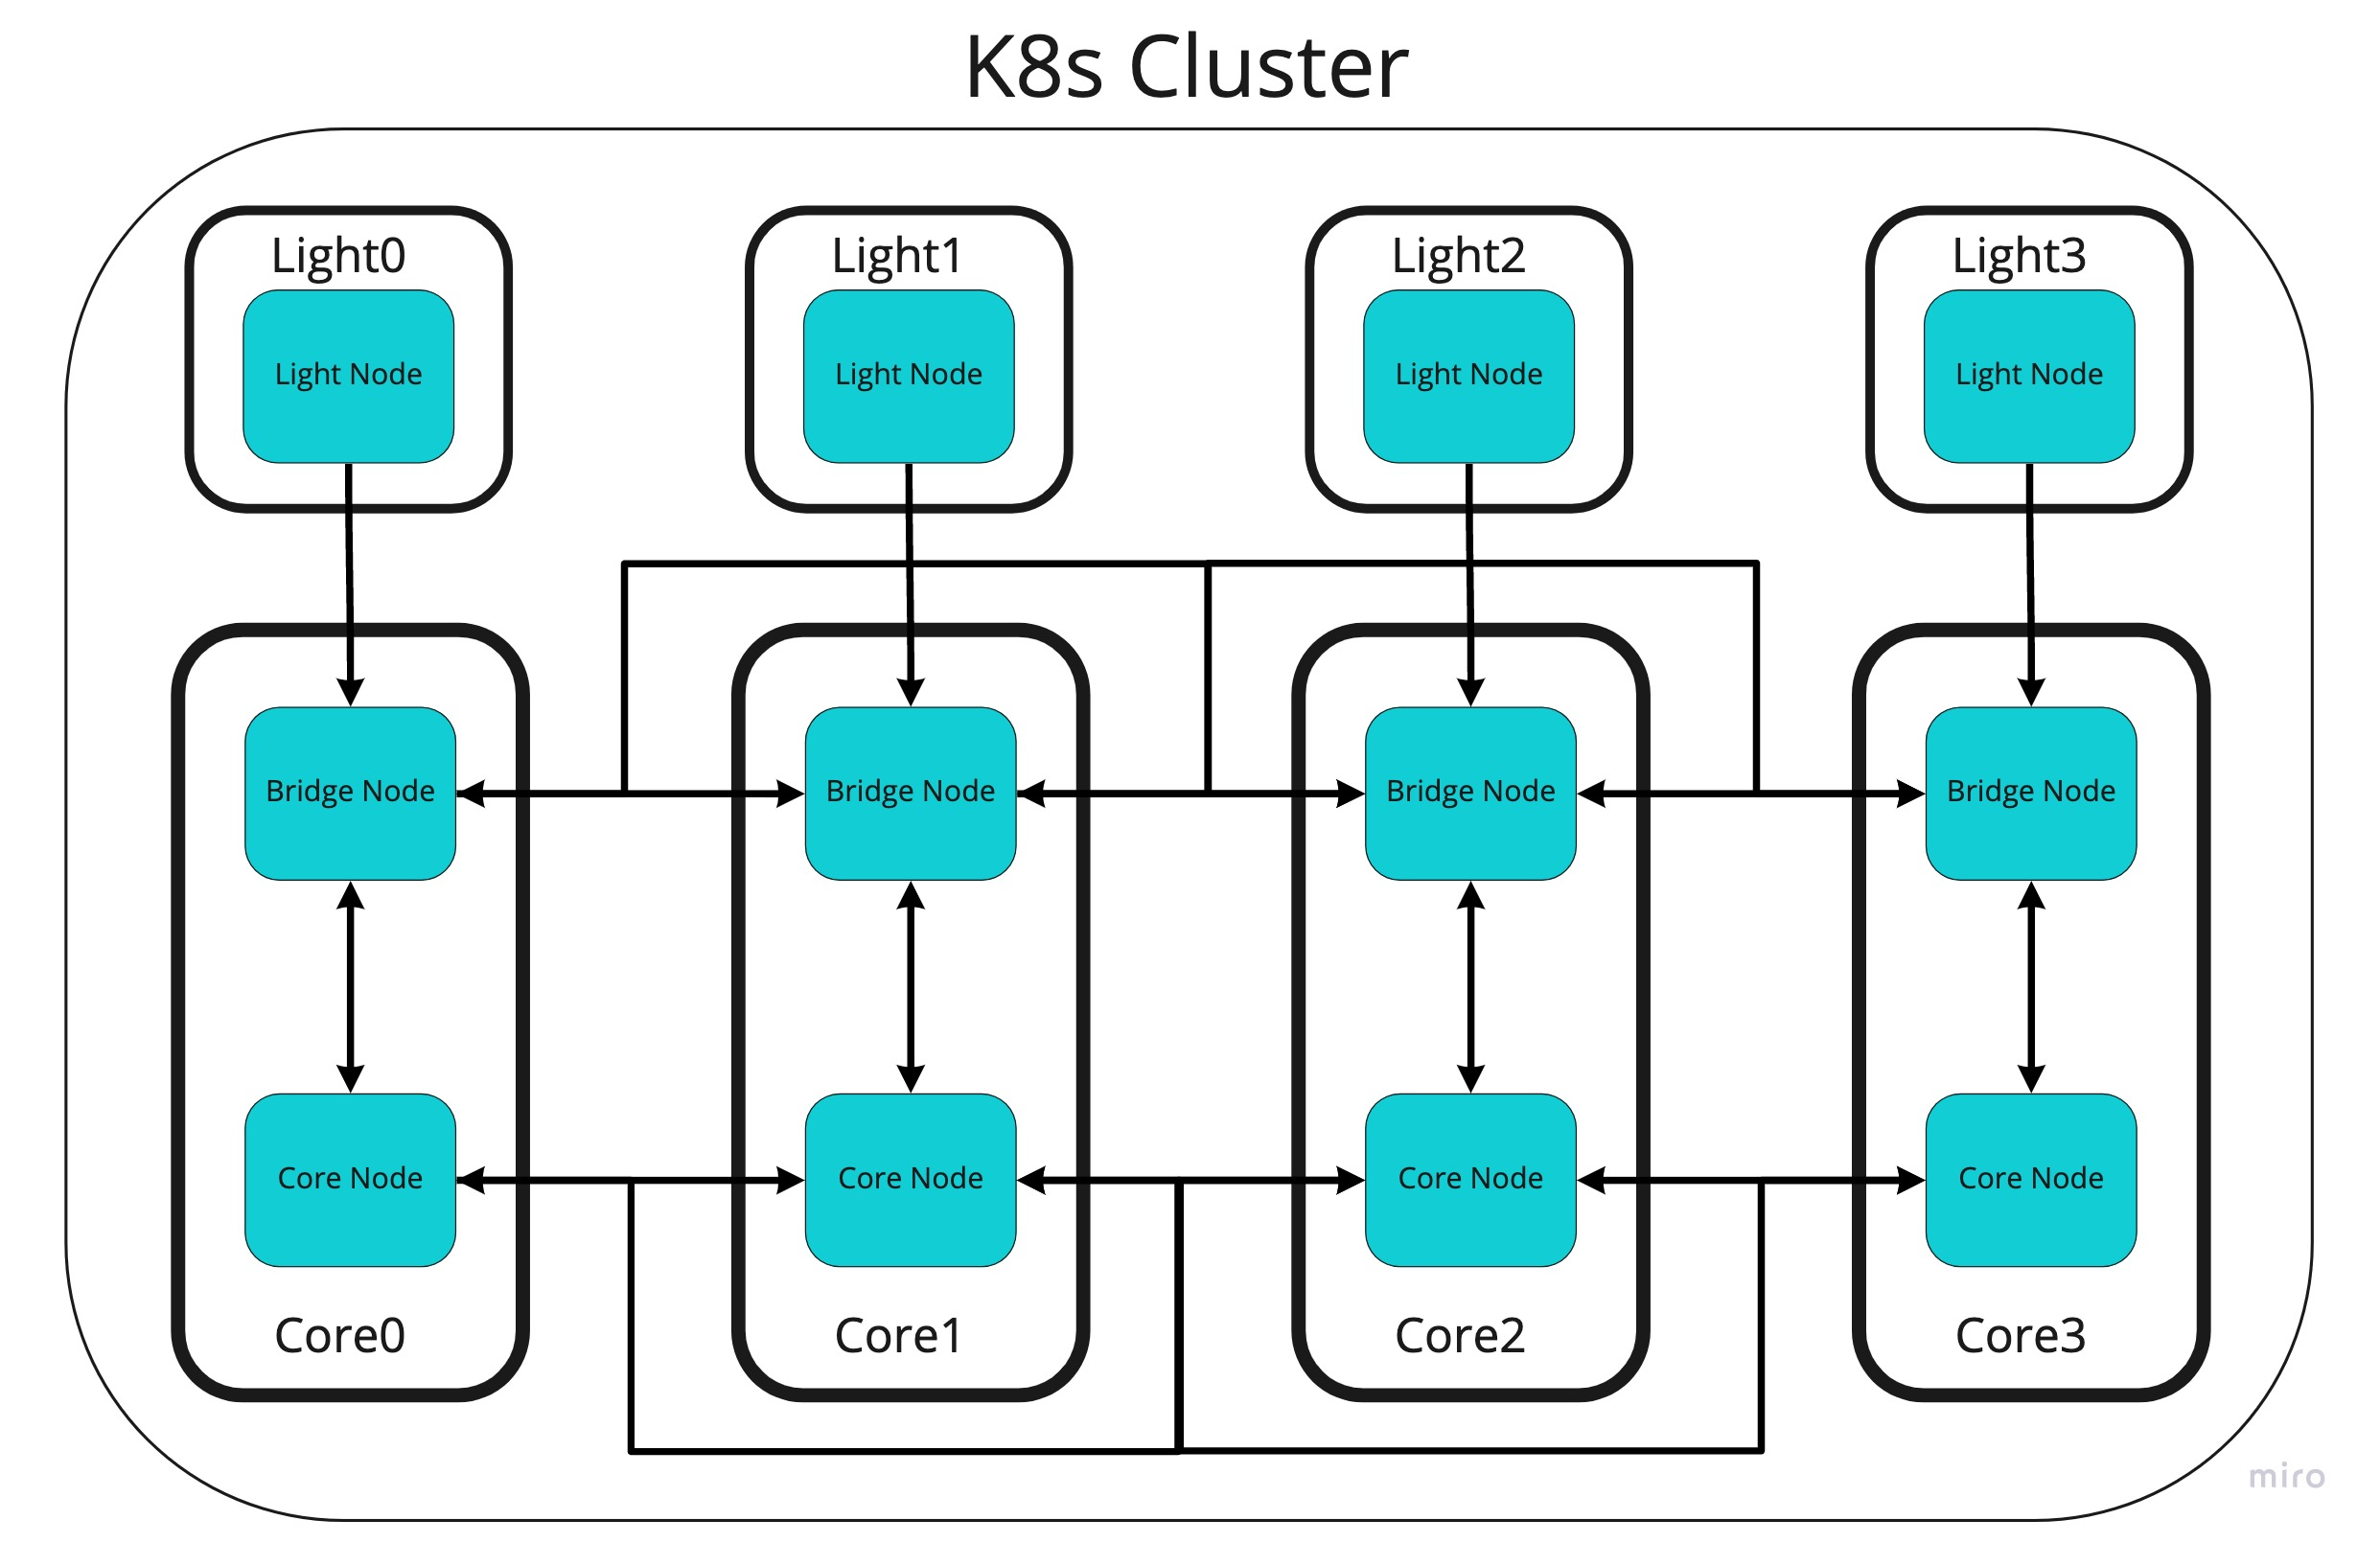 K8s Cluster
Light0
Light1
Light2
Light3
Light Node
Light Node
Light Node
Light Node
Bridge Node
Bridge Node
Bridge Node
Bridge Node
Core Node
Core Node
Core Node
Core Node
Core0
Core1
Core2
Core3
miro